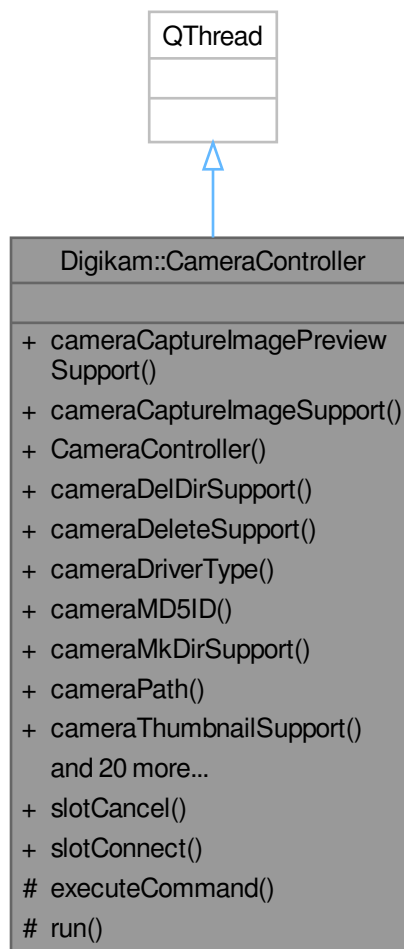 QThread
Digikam::CameraController
+ cameraCaptureImagePreview
Support()
+ cameraCaptureImageSupport()
+ CameraController()
+ cameraDelDirSupport()
+ cameraDeleteSupport()
+ cameraDriverType()
+ cameraMD5ID()
+ cameraMkDirSupport()
+ cameraPath()
+ cameraThumbnailSupport()
and 20 more...
+ slotCancel()
+ slotConnect()
# executeCommand()
# run()